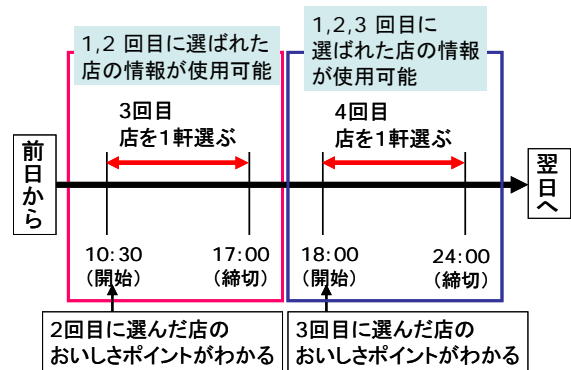 1,2 回目に選ばれた
店の情報が使用可能
1,2,3 回目に
選ばれた店の情報
が使用可能
3回目
店を1軒選ぶ
4回目
店を1軒選ぶ
前日から
翌日へ
10:30
(開始)
17:00
(締切)
18:00
(開始)
24:00
(締切)
2回目に選んだ店の
おいしさポイントがわかる
3回目に選んだ店の
おいしさポイントがわかる